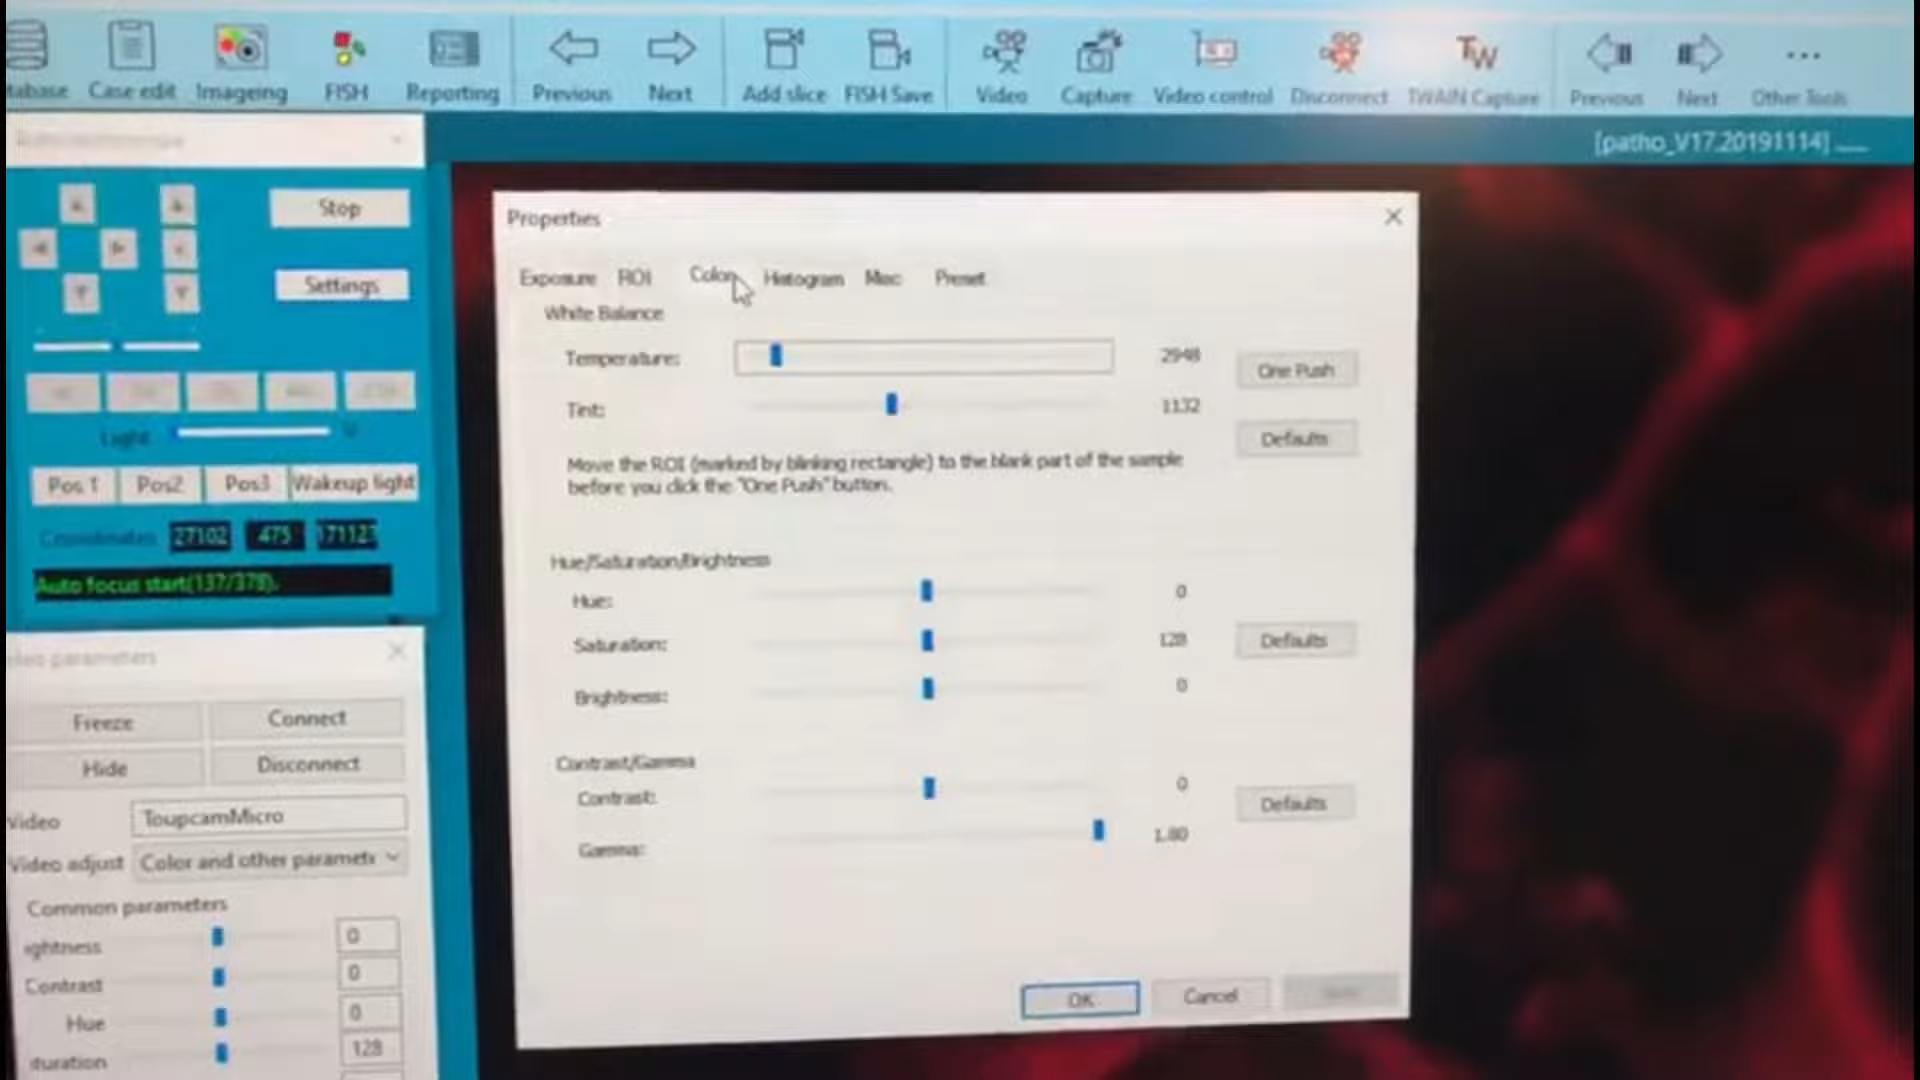 Case edit
Imageing
FISH
Reporting
Previous
Next
Add slice
FISH Save
Video
Capture
Video control
Disconnect
TW
TWAIN Capture
Previous
Next
Other Tools
[patho_V17.20191114]
Stop
Settings
Light
Pos 1
Pos2
Pos3
Wakeup light
Coordinates
27102
475
Auto focus start(137/378).
parameters
Freeze
Connect
Hide
Disconnect
Video
ToupcamMicro
Video adjust
Color and other paramete
Common parameters
ightness
0
Contrast
0
Hue
0
turation
128
Properties
Exposure
ROI
Color
Histogram
Misc
Preset
White Balance
Temperature:
2948
One Push
Tint:
1132
Defaults
Move the ROI (marked by blinking rectangle) to the blank part of the sample
before you click the "One Push" button.
Hue/Saturation/Brightness
Hue:
0
Saturation:
128
Defaults
Brightness:
0
Contrast/Gamma
Contrast:
0
Defaults
Gamma:
1.80
OK
Cancel